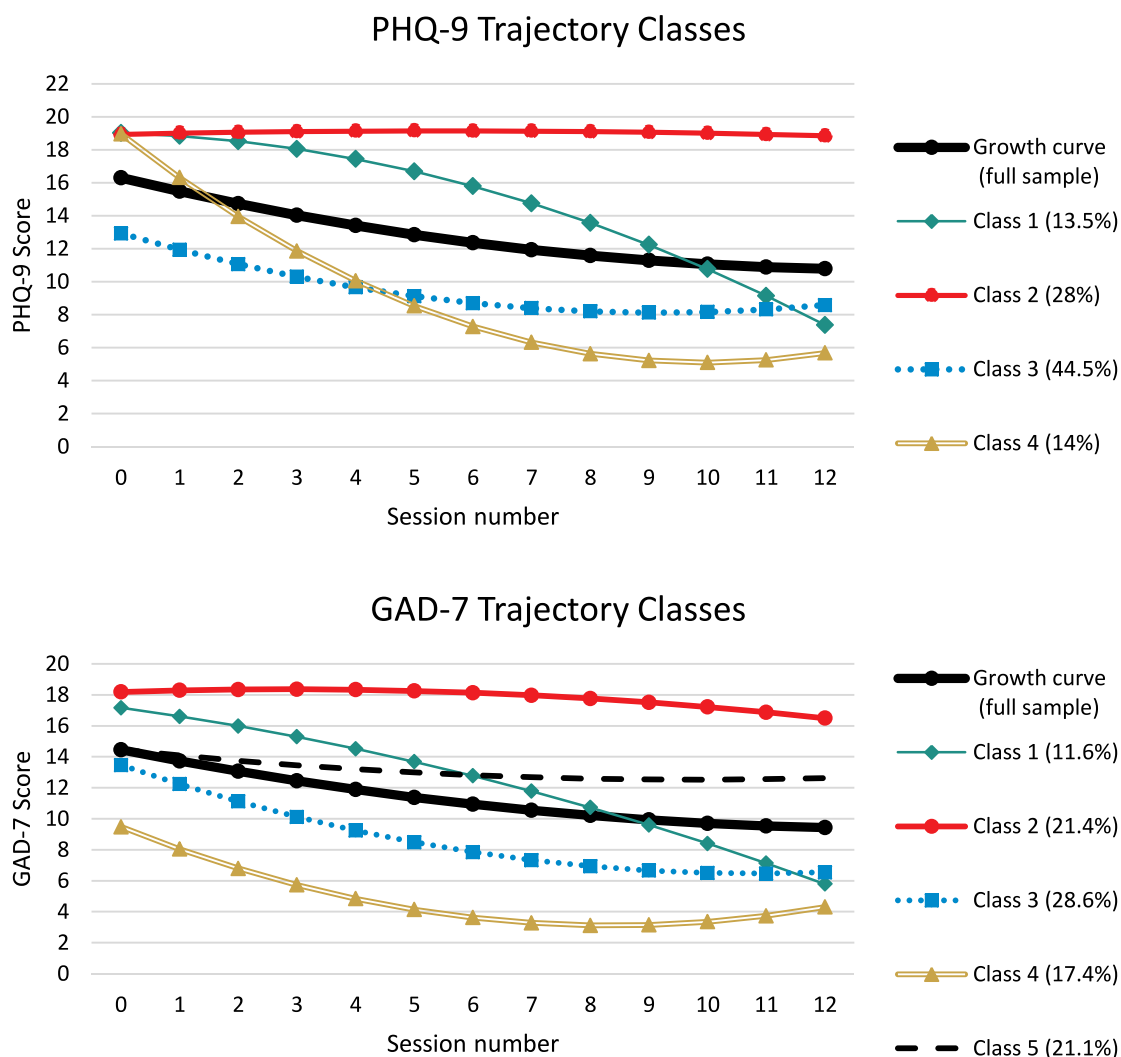 PHQ-9 Trajectory Classes
22
20
18
16
14
12
10
8
6
4
2
0
PHQ-9 Score
0 1 2 3 4 5 6 7 8 9 10 11 12
Session number
Growth curve
(full sample)
Class 1 (13.5%)
Class 2 (28%)
Class 3 (44.5%)
Class 4 (14%)
GAD-7 Trajectory Classes
20
18
16
14
12
10
8
6
4
2
0
GAD-7 Score
0 1 2 3 4 5 6 7 8 9 10 11 12
Session number
Growth curve
(full sample)
Class 1 (11.6%)
Class 2 (21.4%)
Class 3 (28.6%)
Class 4 (17.4%)
Class 5 (21.1%)